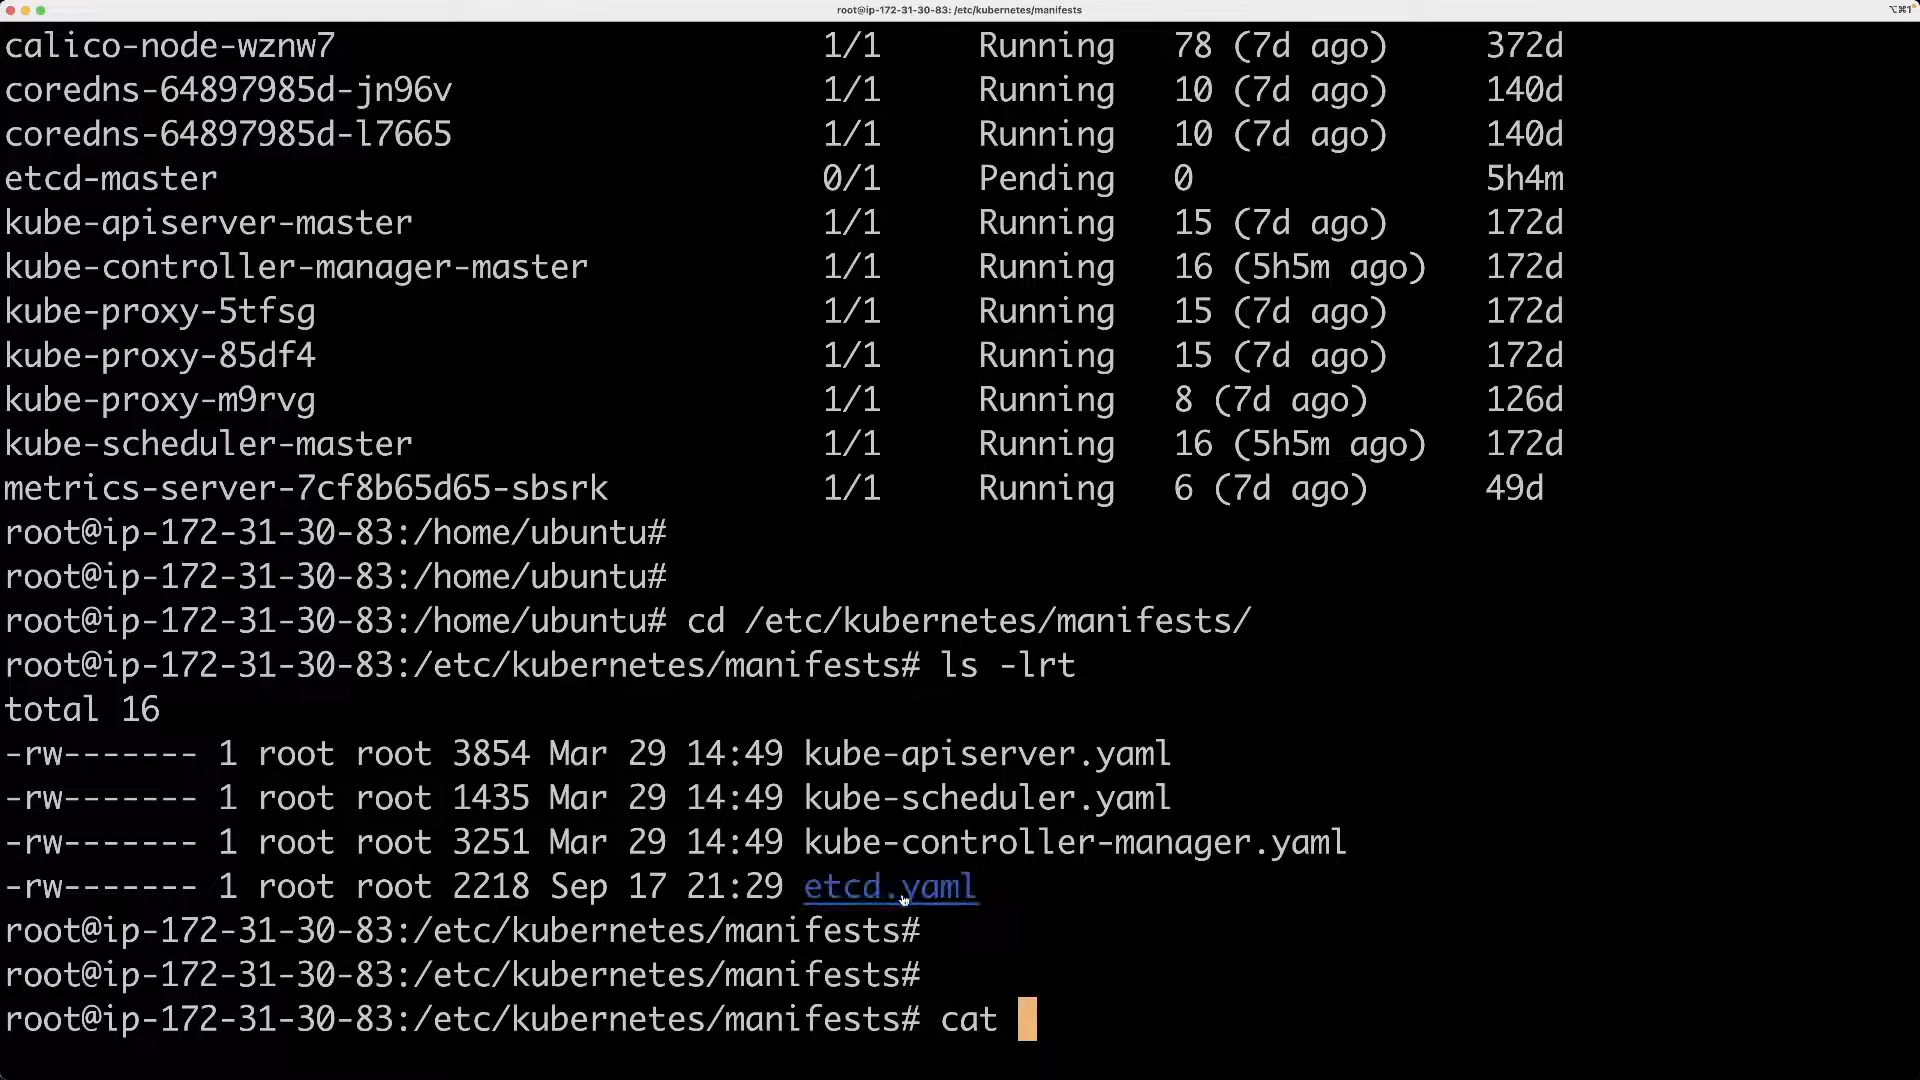 root@ip-172-31-30-83: /etc/kubernetes/manifests
⌥⌘1
calico-node-wznw7 1/1 Running 78 (7d ago) 372d
coredns-64897985d-jn96v 1/1 Running 10 (7d ago) 140d
coredns-64897985d-l7665 1/1 Running 10 (7d ago) 140d
etcd-master 0/1 Pending 0 5h4m
kube-apiserver-master 1/1 Running 15 (7d ago) 172d
kube-controller-manager-master 1/1 Running 16 (5h5m ago) 172d
kube-proxy-5tfsg 1/1 Running 15 (7d ago) 172d
kube-proxy-85df4 1/1 Running 15 (7d ago) 172d
kube-proxy-m9rvg 1/1 Running 8 (7d ago) 126d
kube-scheduler-master 1/1 Running 16 (5h5m ago) 172d
metrics-server-7cf8b65d65-sbsrk 1/1 Running 6 (7d ago) 49d
root@ip-172-31-30-83:/home/ubuntu#
root@ip-172-31-30-83:/home/ubuntu#
root@ip-172-31-30-83:/home/ubuntu# cd /etc/kubernetes/manifests/
root@ip-172-31-30-83:/etc/kubernetes/manifests# ls -lrt
total 16
-rw------- 1 root root 3854 Mar 29 14:49 kube-apiserver.yaml
-rw------- 1 root root 1435 Mar 29 14:49 kube-scheduler.yaml
-rw------- 1 root root 3251 Mar 29 14:49 kube-controller-manager.yaml
-rw------- 1 root root 2218 Sep 17 21:29 etcd.yaml
root@ip-172-31-30-83:/etc/kubernetes/manifests#
root@ip-172-31-30-83:/etc/kubernetes/manifests#
root@ip-172-31-30-83:/etc/kubernetes/manifests# cat